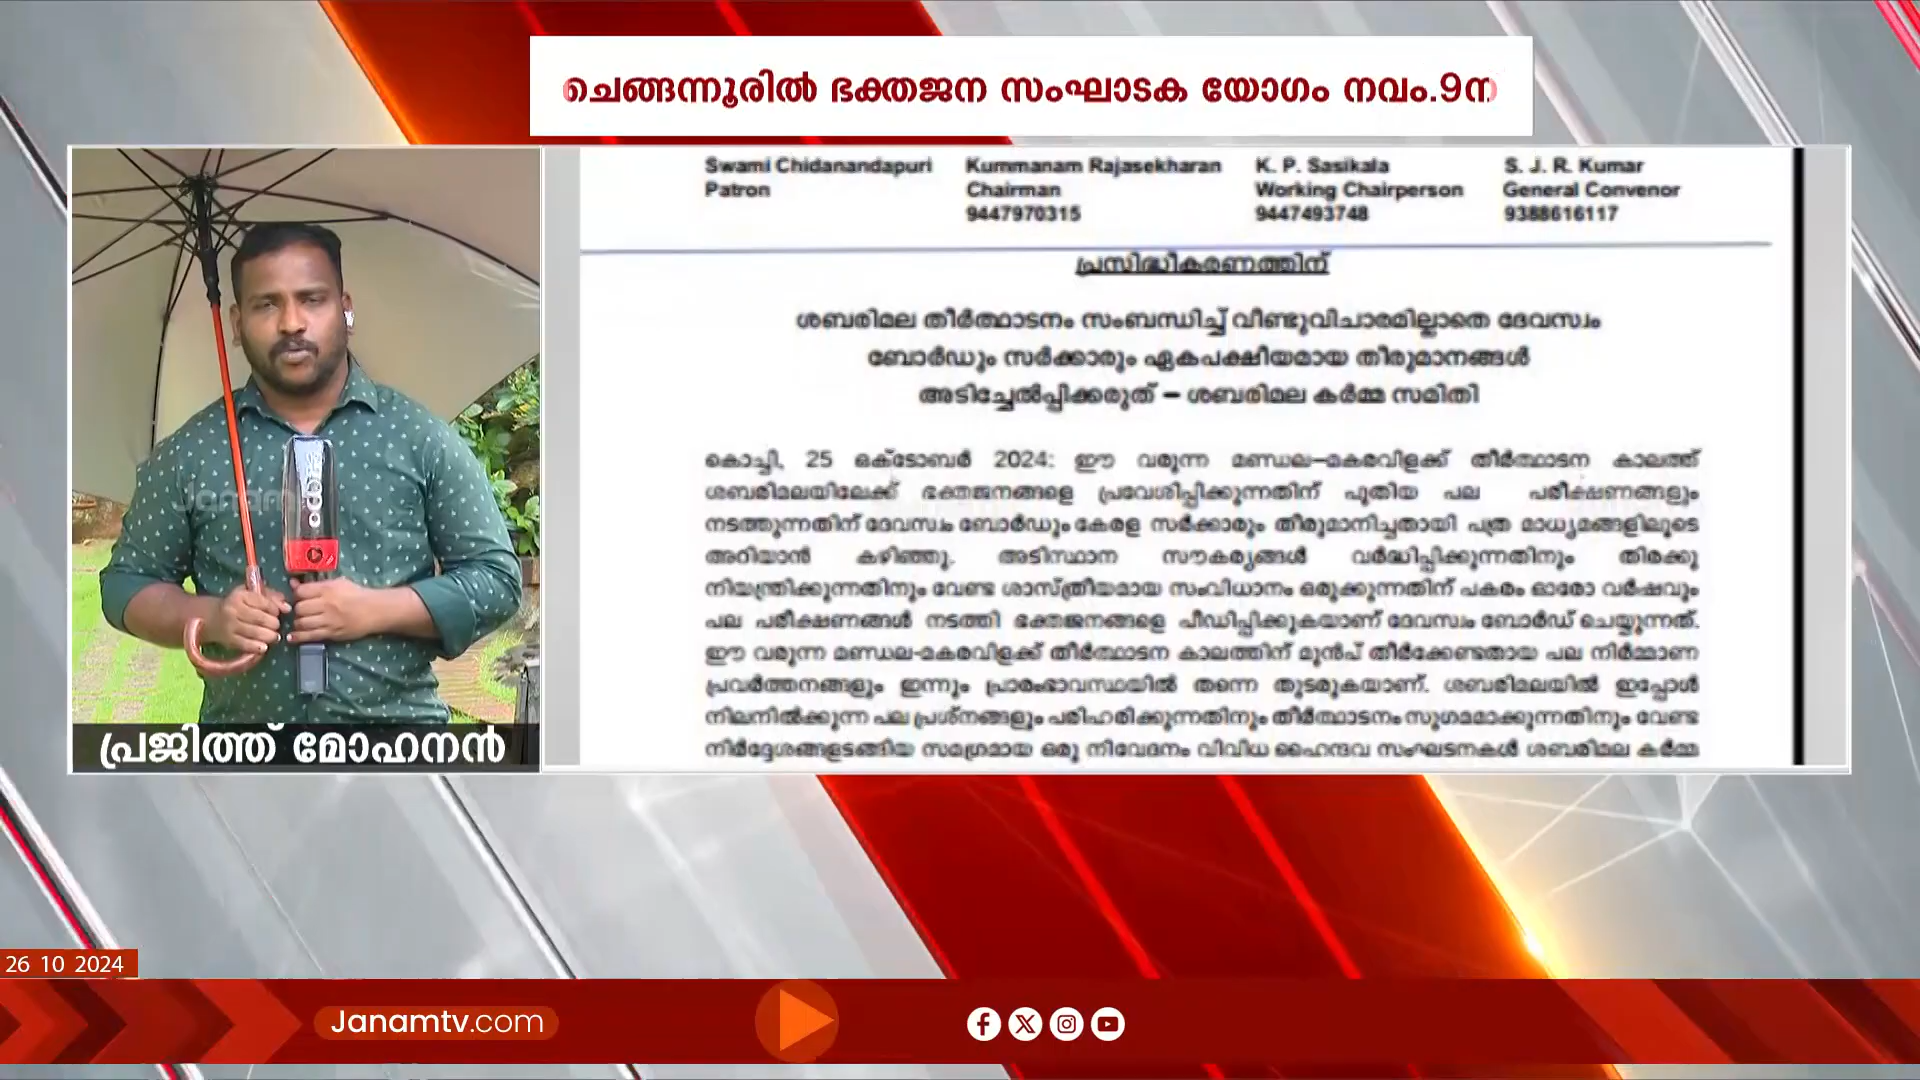 ചെങ്ങന്നൂരിൽ ഭക്തജന സംഘാടക യോഗം നവം.9ന
Swami Chidanandapuri
Patron
Kummanam Rajasekharan
Chairman
9447970315
K. P. Sasikala
Working Chairperson
9447493748
S. J. R. Kumar
General Convenor
9388616117
പ്രസിദ്ധീകരണത്തിന്
ശബരിമല തീർത്ഥാടനം സംബന്ധിച്ച് വീണ്ടുവിചാരമില്ലാതെ ദേവസ്വം
ബോർഡും സർക്കാരും ഏകപക്ഷീയമായ തീരുമാനങ്ങൾ
അടിച്ചേൽപ്പിക്കരുത് – ശബരിമല കർമ്മ സമിതി
കൊച്ചി, 25 ഒക്ടോബർ 2024: ഈ വരുന്ന മണ്ഡല–മകരവിളക്ക് തീർത്ഥാടന കാലത്ത്
ശബരിമലയിലേക്ക് ഭക്തജനങ്ങളെ പ്രവേശിപ്പിക്കുന്നതിന് പുതിയ പല പരീക്ഷണങ്ങളും
നടത്തുന്നതിന് ദേവസ്വം ബോർഡും കേരള സർക്കാരും തീരുമാനിച്ചതായി പത്ര മാധ്യമങ്ങളിലൂടെ
അറിയാൻ കഴിഞ്ഞു. അടിസ്ഥാന സൗകര്യങ്ങൾ വർദ്ധിപ്പിക്കുന്നതിനും തിരക്കു
നിയന്ത്രിക്കുന്നതിനും വേണ്ട ശാസ്ത്രീയമായ സംവിധാനം ഒരുക്കുന്നതിന് പകരം ഓരോ വർഷവും
പല പരീക്ഷണങ്ങൾ നടത്തി ഭക്തജനങ്ങളെ പീഡിപ്പിക്കുകയാണ് ദേവസ്വം ബോർഡ് ചെയ്യുന്നത്.
ഈ വരുന്ന മണ്ഡല-മകരവിളക്ക് തീർത്ഥാടന കാലത്തിന് മുൻപ് തീർക്കേണ്ടതായ പല നിർമ്മാണ
പ്രവർത്തനങ്ങളും ഇന്നും പ്രാരംഭാവസ്ഥയിൽ തന്നെ തുടരുകയാണ്. ശബരിമലയിൽ ഇപ്പോൾ
നിലനിൽക്കുന്ന പല പ്രശ്നങ്ങളും പരിഹരിക്കുന്നതിനും തീർത്ഥാടനം സുഗമമാക്കുന്നതിനും വേണ്ട
നിർദ്ദേശങ്ങളടങ്ങിയ സമഗ്രമായ ഒരു നിവേദനം വിവിധ ഹൈന്ദവ സംഘടനകൾ ശബരിമല കർമ്മ
പ്രജിത്ത് മോഹനൻ
26 10 2024
Janamtv.com